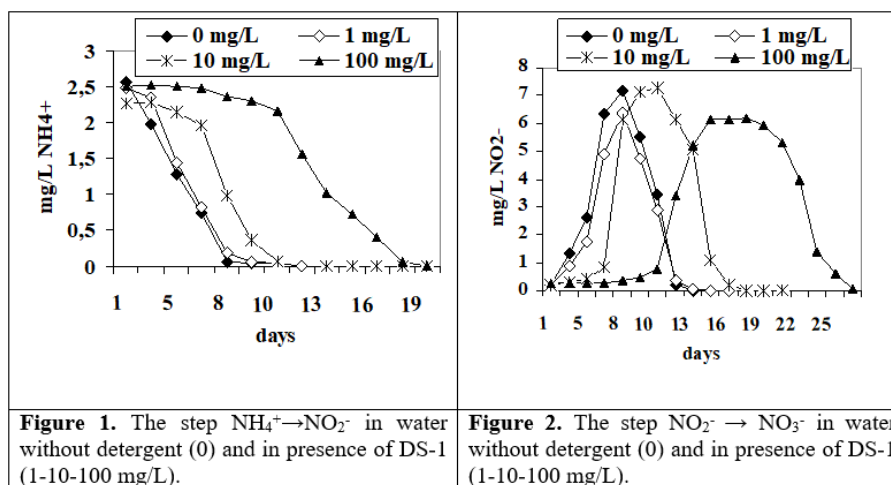 0 mg/L 1 mg/L
10 mg/L 100 mg/L
3
2,5
2
1,5
1
0,5
0
mg/L NH4+
1 5 8 10 13 16 19
days
0 mg/L 1 mg/L
10 mg/L 100 mg/L
8
7
6
5
4
3
2
1
0
mg/L NO2-
1 5 8 10 13 16 22 25
days
Figure 1. The step NH₄⁺→NO₂⁻ in water
without detergent (0) and in presence of DS-1
(1-10-100 mg/L).
Figure 2. The step NO₂⁻ → NO₃⁻ in water
without detergent (0) and in presence of DS-1
(1-10-100 mg/L).